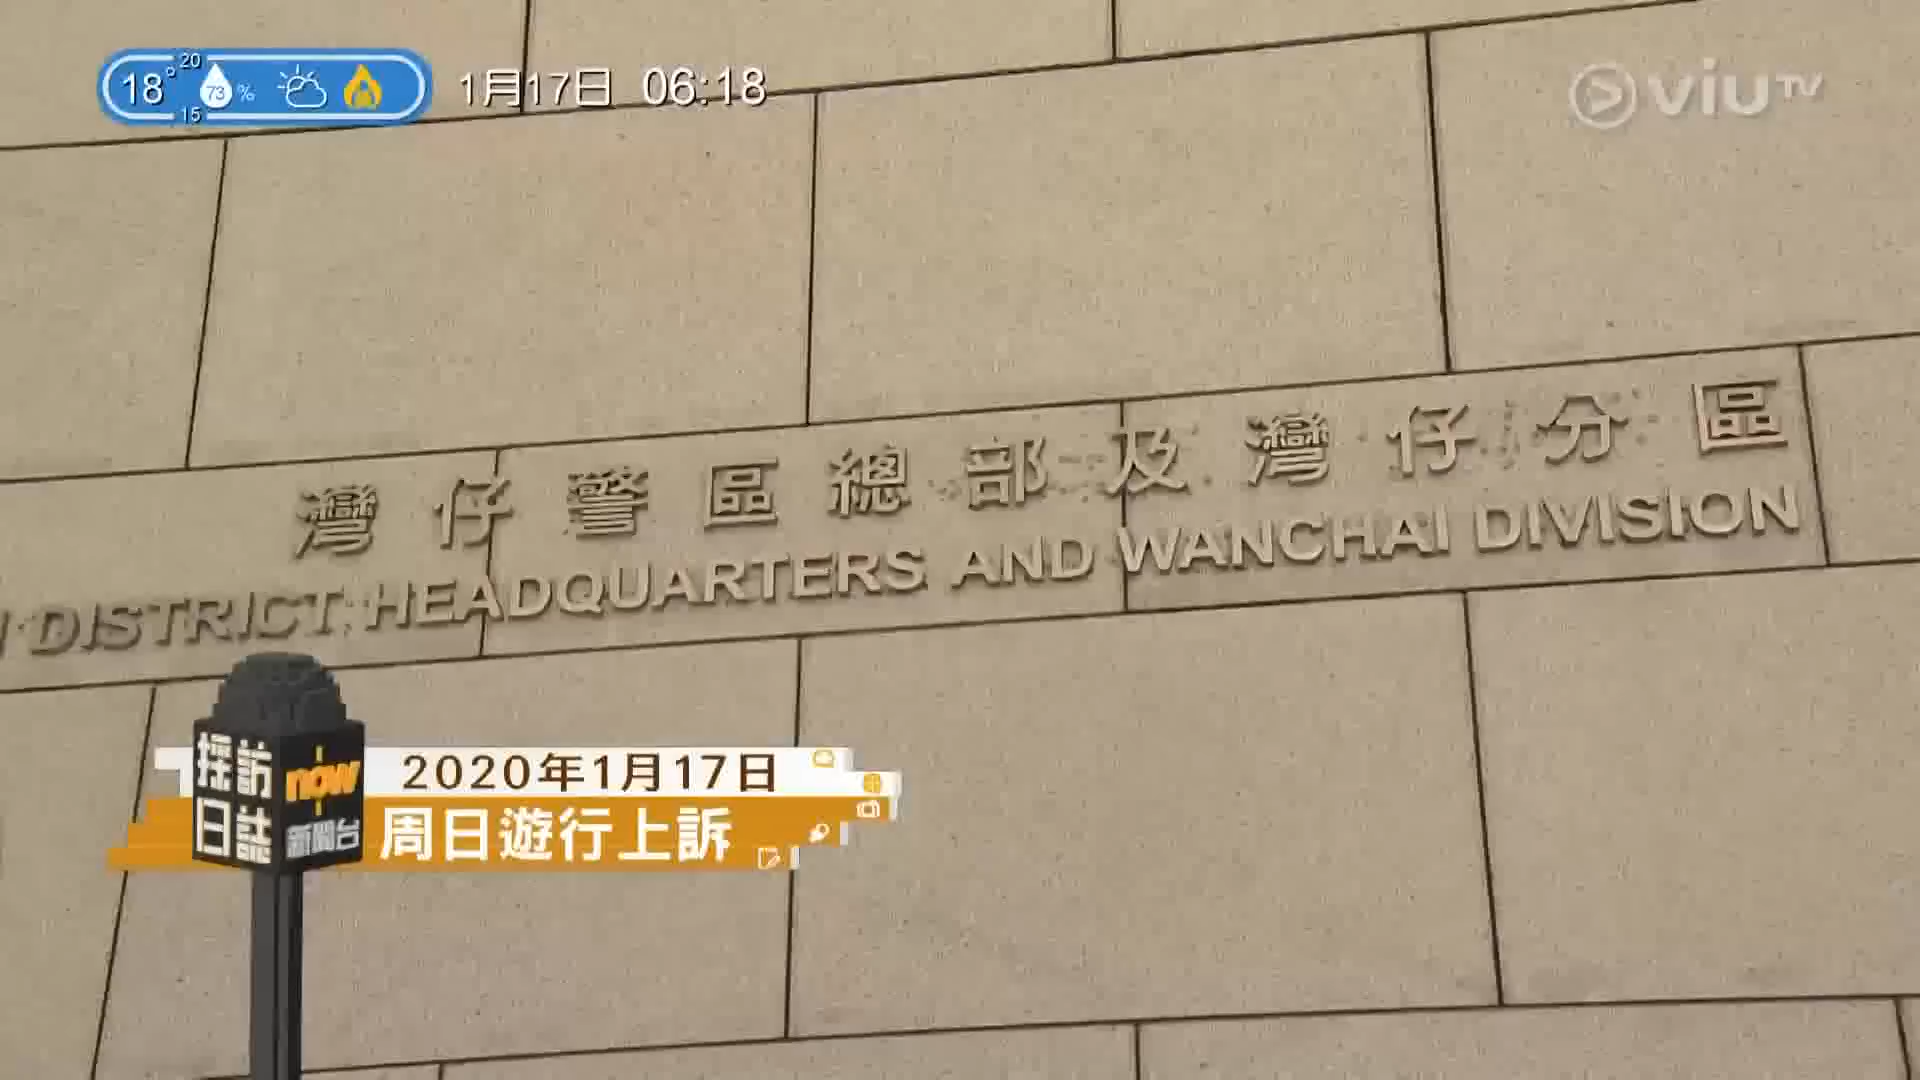 20
18°
73
%
15
1月17日 06:18
viuTV
灣仔警區總部及灣仔分區
DISTRICT HEADQUARTERS AND WANCHAI DIVISION
採訪
日誌
now
新聞台
2020年1月17日
周日遊行上訴